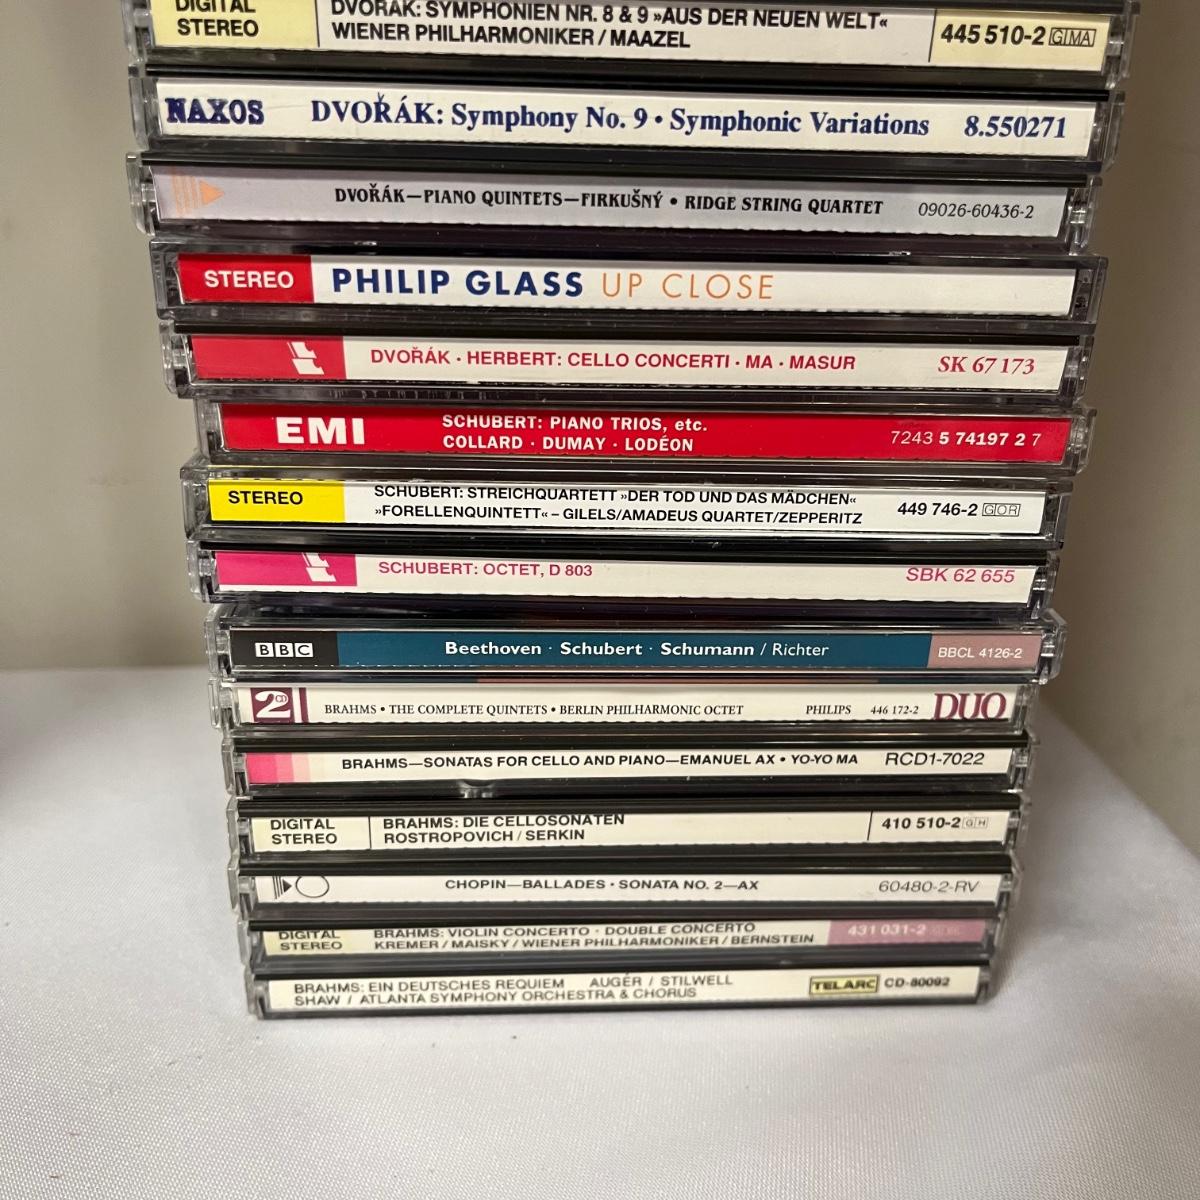 DIGITAL
STEREO
DVOŘÁK: SYMPHONIEN NR. 8 & 9 »AUS DER NEUEN WELT«
WIENER PHILHARMONIKER / MAAZEL
445 510-2 GMA
NAXOS DVOŘÁK: Symphony No. 9 • Symphonic Variations 8.550271
DVOŘÁK—PIANO QUINTETS—FIRKUŠNÝ • RIDGE STRING QUARTET 09026-60436-2
STEREO PHILIP GLASS UP CLOSE
DVOŘÁK · HERBERT: CELLO CONCERTI · MA · MASUR SK 67 173
EMI
SCHUBERT: PIANO TRIOS, etc.
COLLARD · DUMAY · LODÉON
7243 5 74197 2 7
STEREO
SCHUBERT: STREICHQUARTETT »DER TOD UND DAS MÄDCHEN«
»FORELLENQUINTETT« – GILELS/AMADEUS QUARTET/ZEPPERITZ
449 746-2 GOR
SCHUBERT: OCTET, D 803 SBK 62 655
BBC Beethoven · Schubert · Schumann / Richter BBCL 4126-2
2 CD BRAHMS • THE COMPLETE QUINTETS • BERLIN PHILHARMONIC OCTET PHILIPS 446 172-2 DUO
BRAHMS—SONATAS FOR CELLO AND PIANO—EMANUEL AX • YO-YO MA RCD1-7022
DIGITAL
STEREO
BRAHMS: DIE CELLOSONATEN
ROSTROPOVICH / SERKIN
410 510-2 GH
CHOPIN—BALLADES · SONATA NO. 2—AX 60480-2-RV
DIGITAL
STEREO
BRAHMS: VIOLIN CONCERTO · DOUBLE CONCERTO
KREMER / MAISKY / WIENER PHILHARMONIKER / BERNSTEIN
431 031-2
BRAHMS: EIN DEUTSCHES REQUIEM AUGÉR / STILWELL
SHAW / ATLANTA SYMPHONY ORCHESTRA & CHORUS
TELARC CD-80092